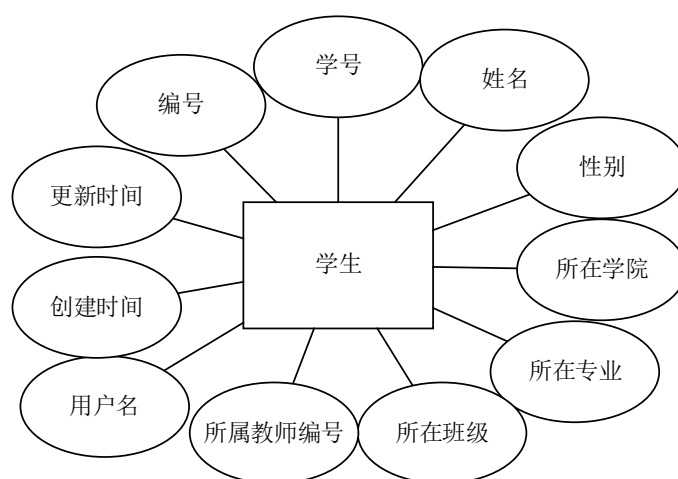 学号
姓名
编号
性别
更新时间
学生
所在学院
创建时间
所在专业
用户名
所属教师编号
所在班级